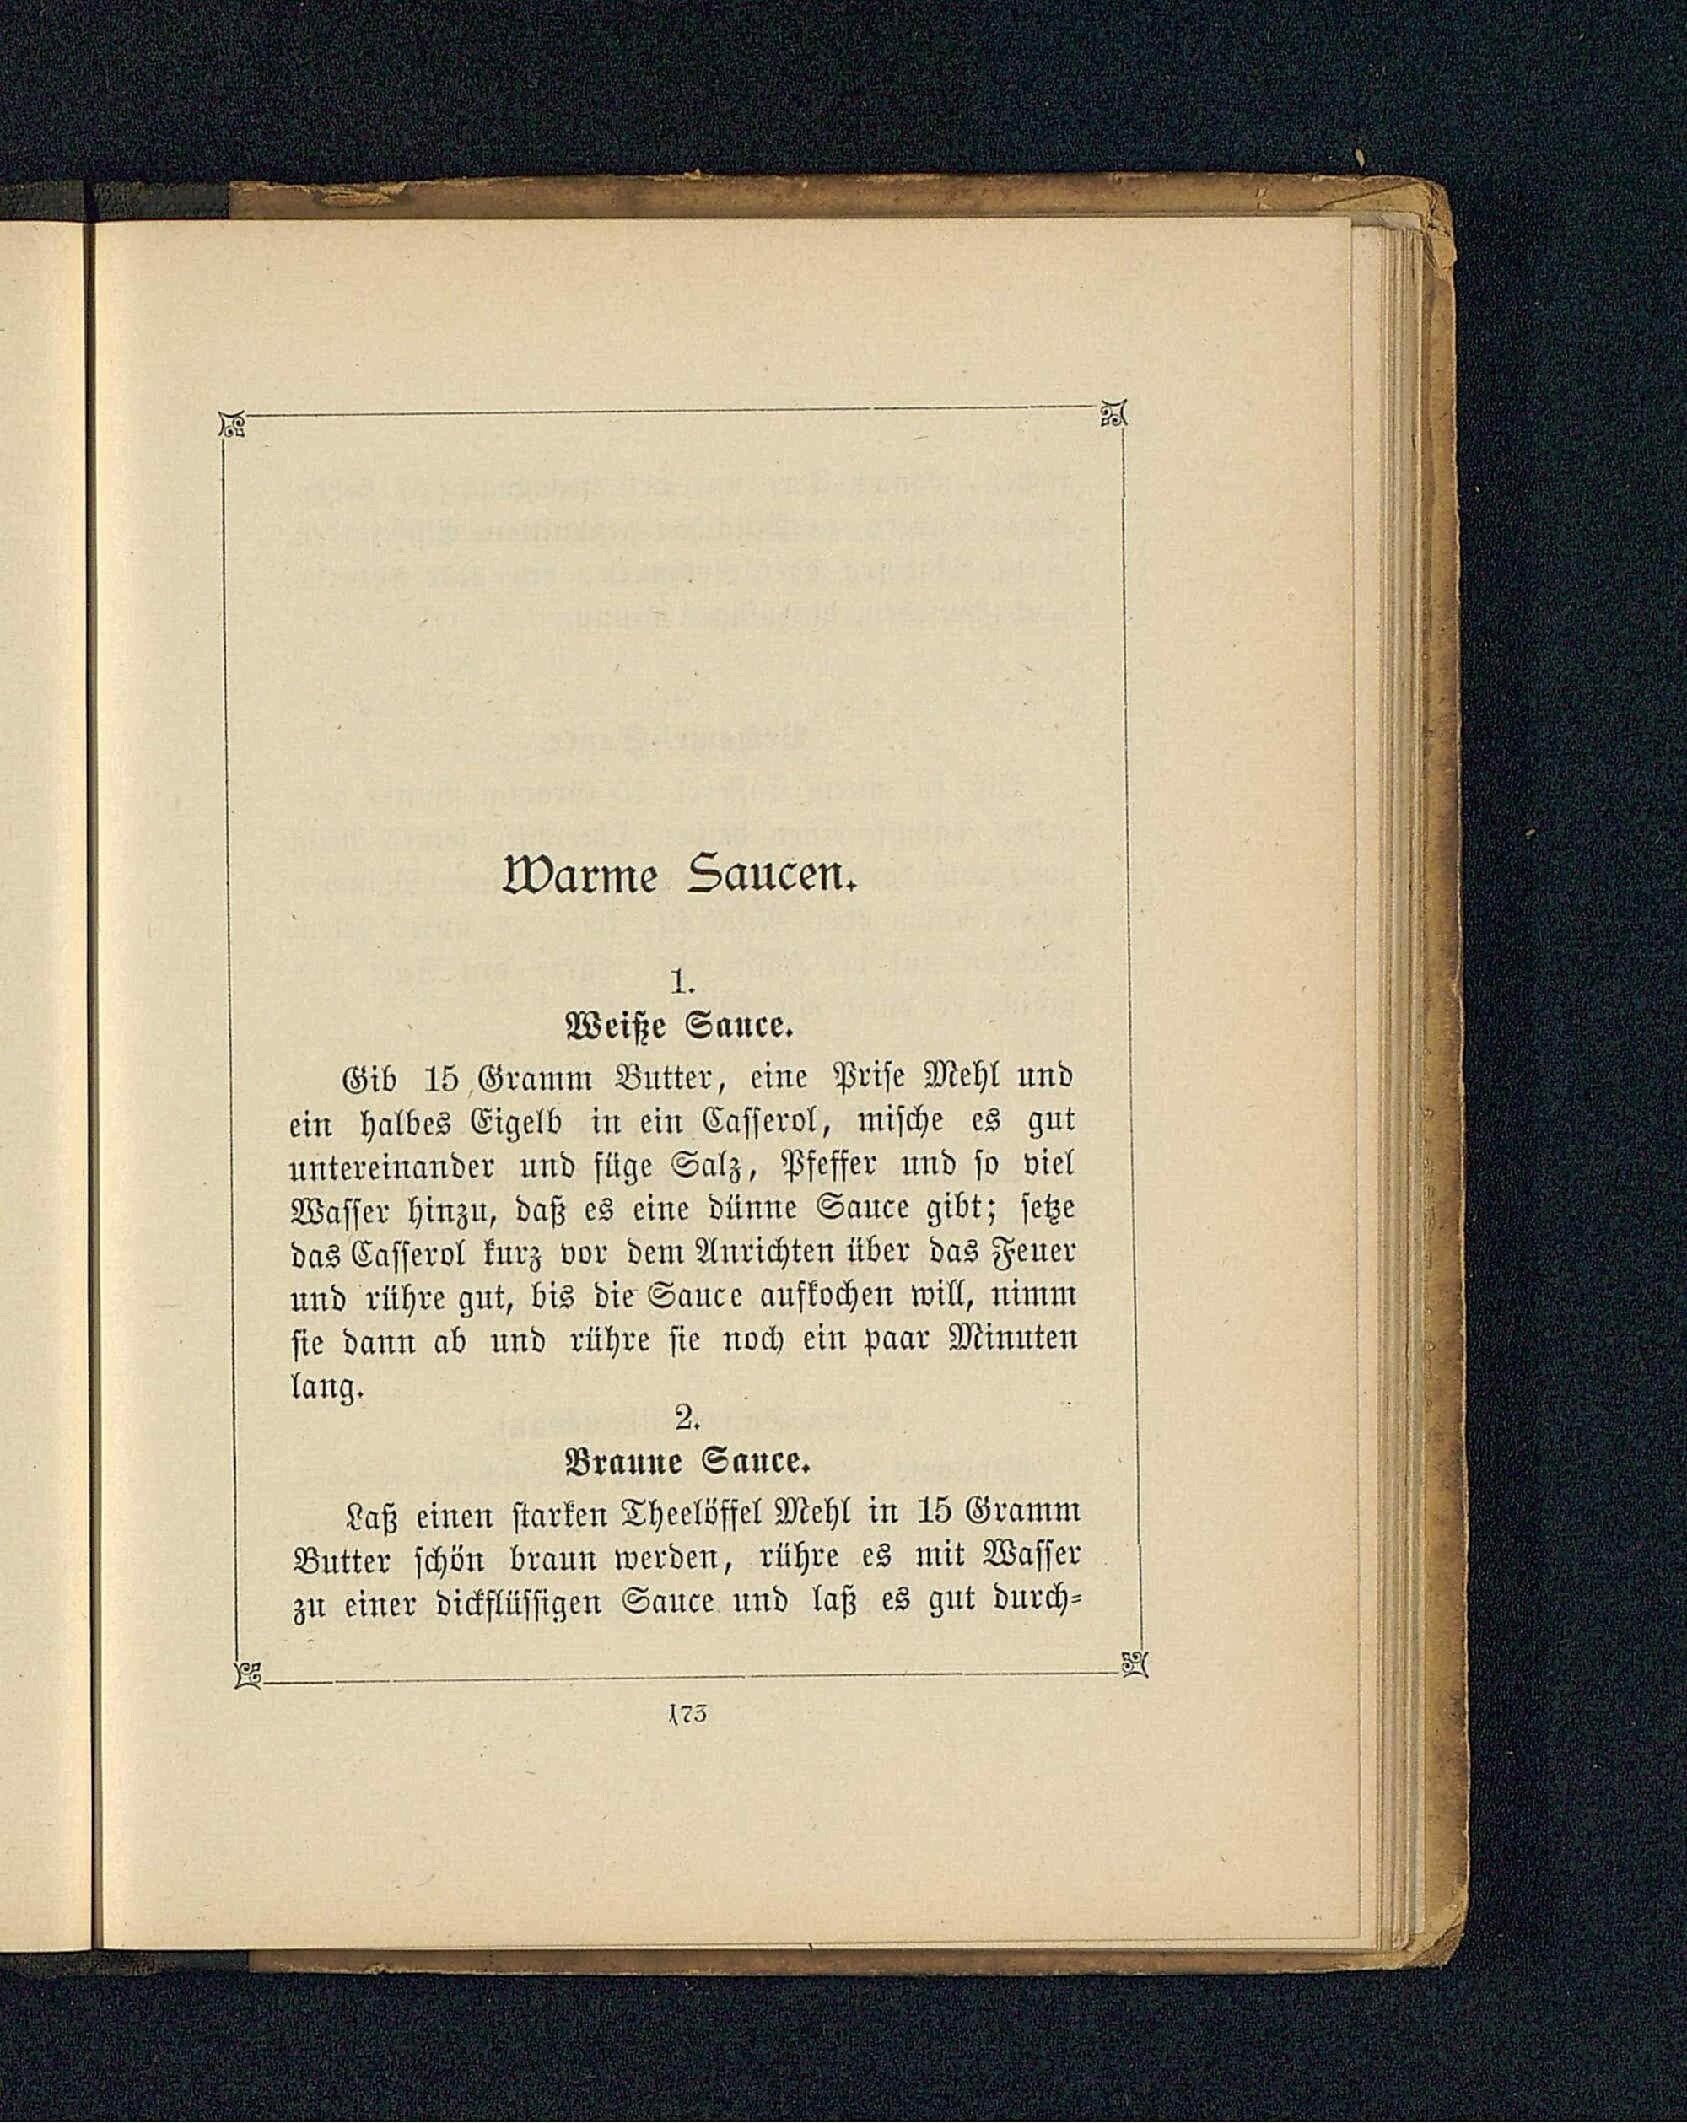 Warme Saucen.
1.
Weiße Sauce.
Gib 15 Gramm Butter, eine Prise Mehl und
ein halbes Eigelb in ein Casserol, mische es gut
untereinander und füge Salz, Pfeffer und so viel
Wasser hinzu, daß es eine dünne Sauce gibt; setze
das Casserol kurz vor dem Anrichten über das Feuer
und rühre gut, bis die Sauce aufkochen will, nimm
sie dann ab und rühre sie noch ein paar Minuten
lang.
2.
Braune Sauce.
Laß einen starken Theelöffel Mehl in 15 Gramm
Butter schön braun werden, rühre es mit Wasser
zu einer dickflüssigen Sauce und laß es gut durch-
173